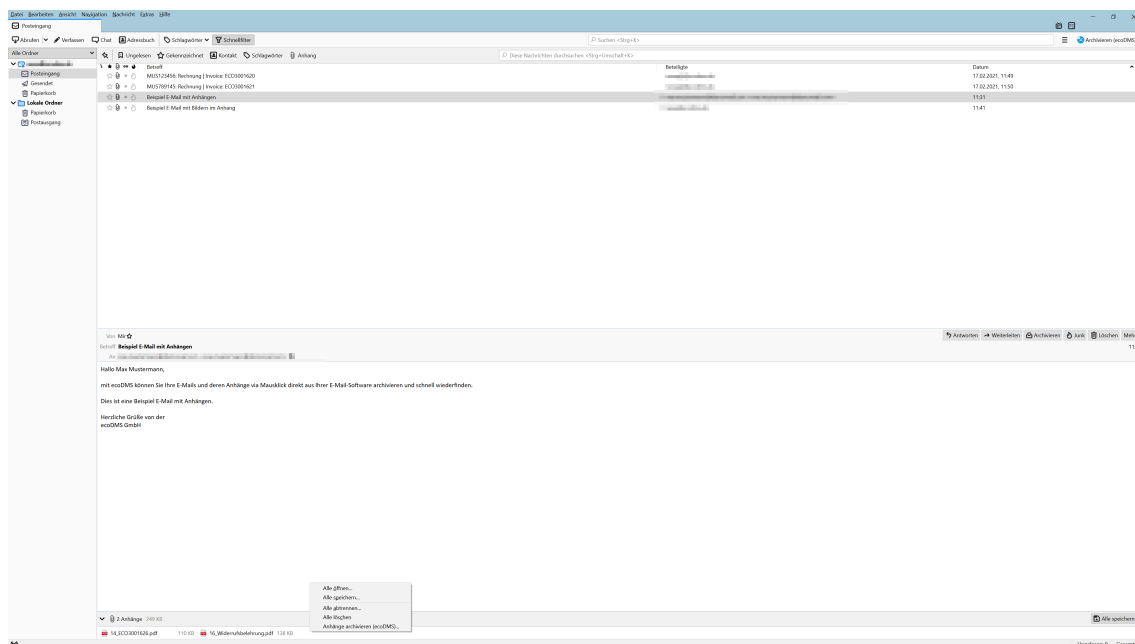 Datei Bearbeiten Ansicht Navigation Nachricht Extras Hilfe
Posteingang
Abrufen Verfassen Chat Adressbuch Schlagwörter Schnellfilter Suchen <Strg+K> Archivieren (ecoDMS
Alle Ordner
Ungelesen Gekennzeichnet Kontakt Schlagwörter Anhang Diese Nachrichten durchsuchen <Strg+Umschalt+K>
Betreff Beteiligte Datum
Posteingang
Gesendet
Papierkorb
Lokale Ordner
Papierkorb
Postausgang
MUS123456: Rechnung | Invoice: ECO3001620 17.02.2021, 11:49
MUS789145: Rechnung | Invoice: ECO3001621 17.02.2021, 11:50
Beispiel E-Mail mit Anhängen 11:31
Beispiel E-Mail mit Bildern im Anhang 11:41
Von Mir Antworten Weiterleiten Archivieren Junk Löschen Meh
Betreff Beispiel E-Mail mit Anhängen 11
An
Hallo Max Mustermann,
mit ecoDMS können Sie Ihre E-Mails und deren Anhänge via Mausklick direkt aus Ihrer E-Mail-Software archivieren und schnell wiederfinden.
Dies ist eine Beispiel E-Mail mit Anhängen.
Herzliche Grüße von der
ecoDMS GmbH
Alle öffnen...
Alle speichern...
Alle abtrennen...
Alle löschen
Anhänge archivieren (ecoDMS)...
2 Anhänge 249 KB Alle speichern
14_ECO3001626.pdf 110 KB 16_Widerrufsbelehrung.pdf 138 KB